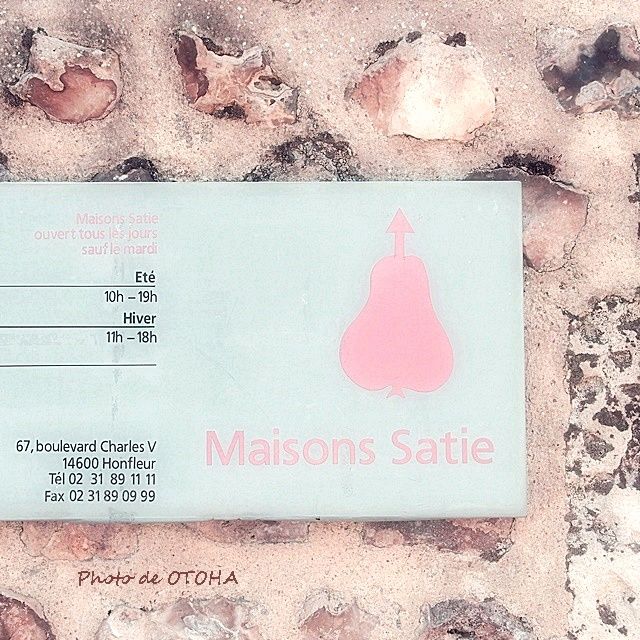 Maisons Satie
ouvert tous les jours
sauf le mardi
Eté
10h – 19h
Hiver
11h – 18h
67, boulevard Charles V
14600 Honfleur
Tél 02 31 89 11 11
Fax 02 31 89 09 99
Maisons Satie
Photo de OTOHA